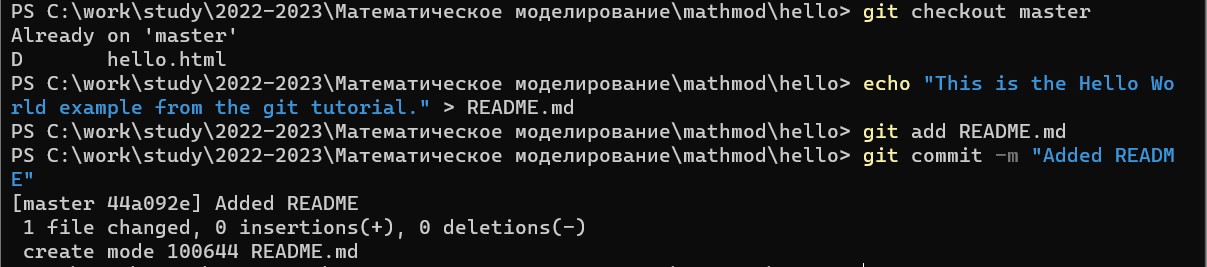 PS C:\work\study\2022-2023\Математическое моделирование\mathmod\hello> git checkout master
Already on 'master'
D       hello.html
PS C:\work\study\2022-2023\Математическое моделирование\mathmod\hello> echo "This is the Hello Wo
rld example from the git tutorial." > README.md
PS C:\work\study\2022-2023\Математическое моделирование\mathmod\hello> git add README.md
PS C:\work\study\2022-2023\Математическое моделирование\mathmod\hello> git commit -m "Added READM
E"
[master 44a092e] Added README
 1 file changed, 0 insertions(+), 0 deletions(-)
 create mode 100644 README.md